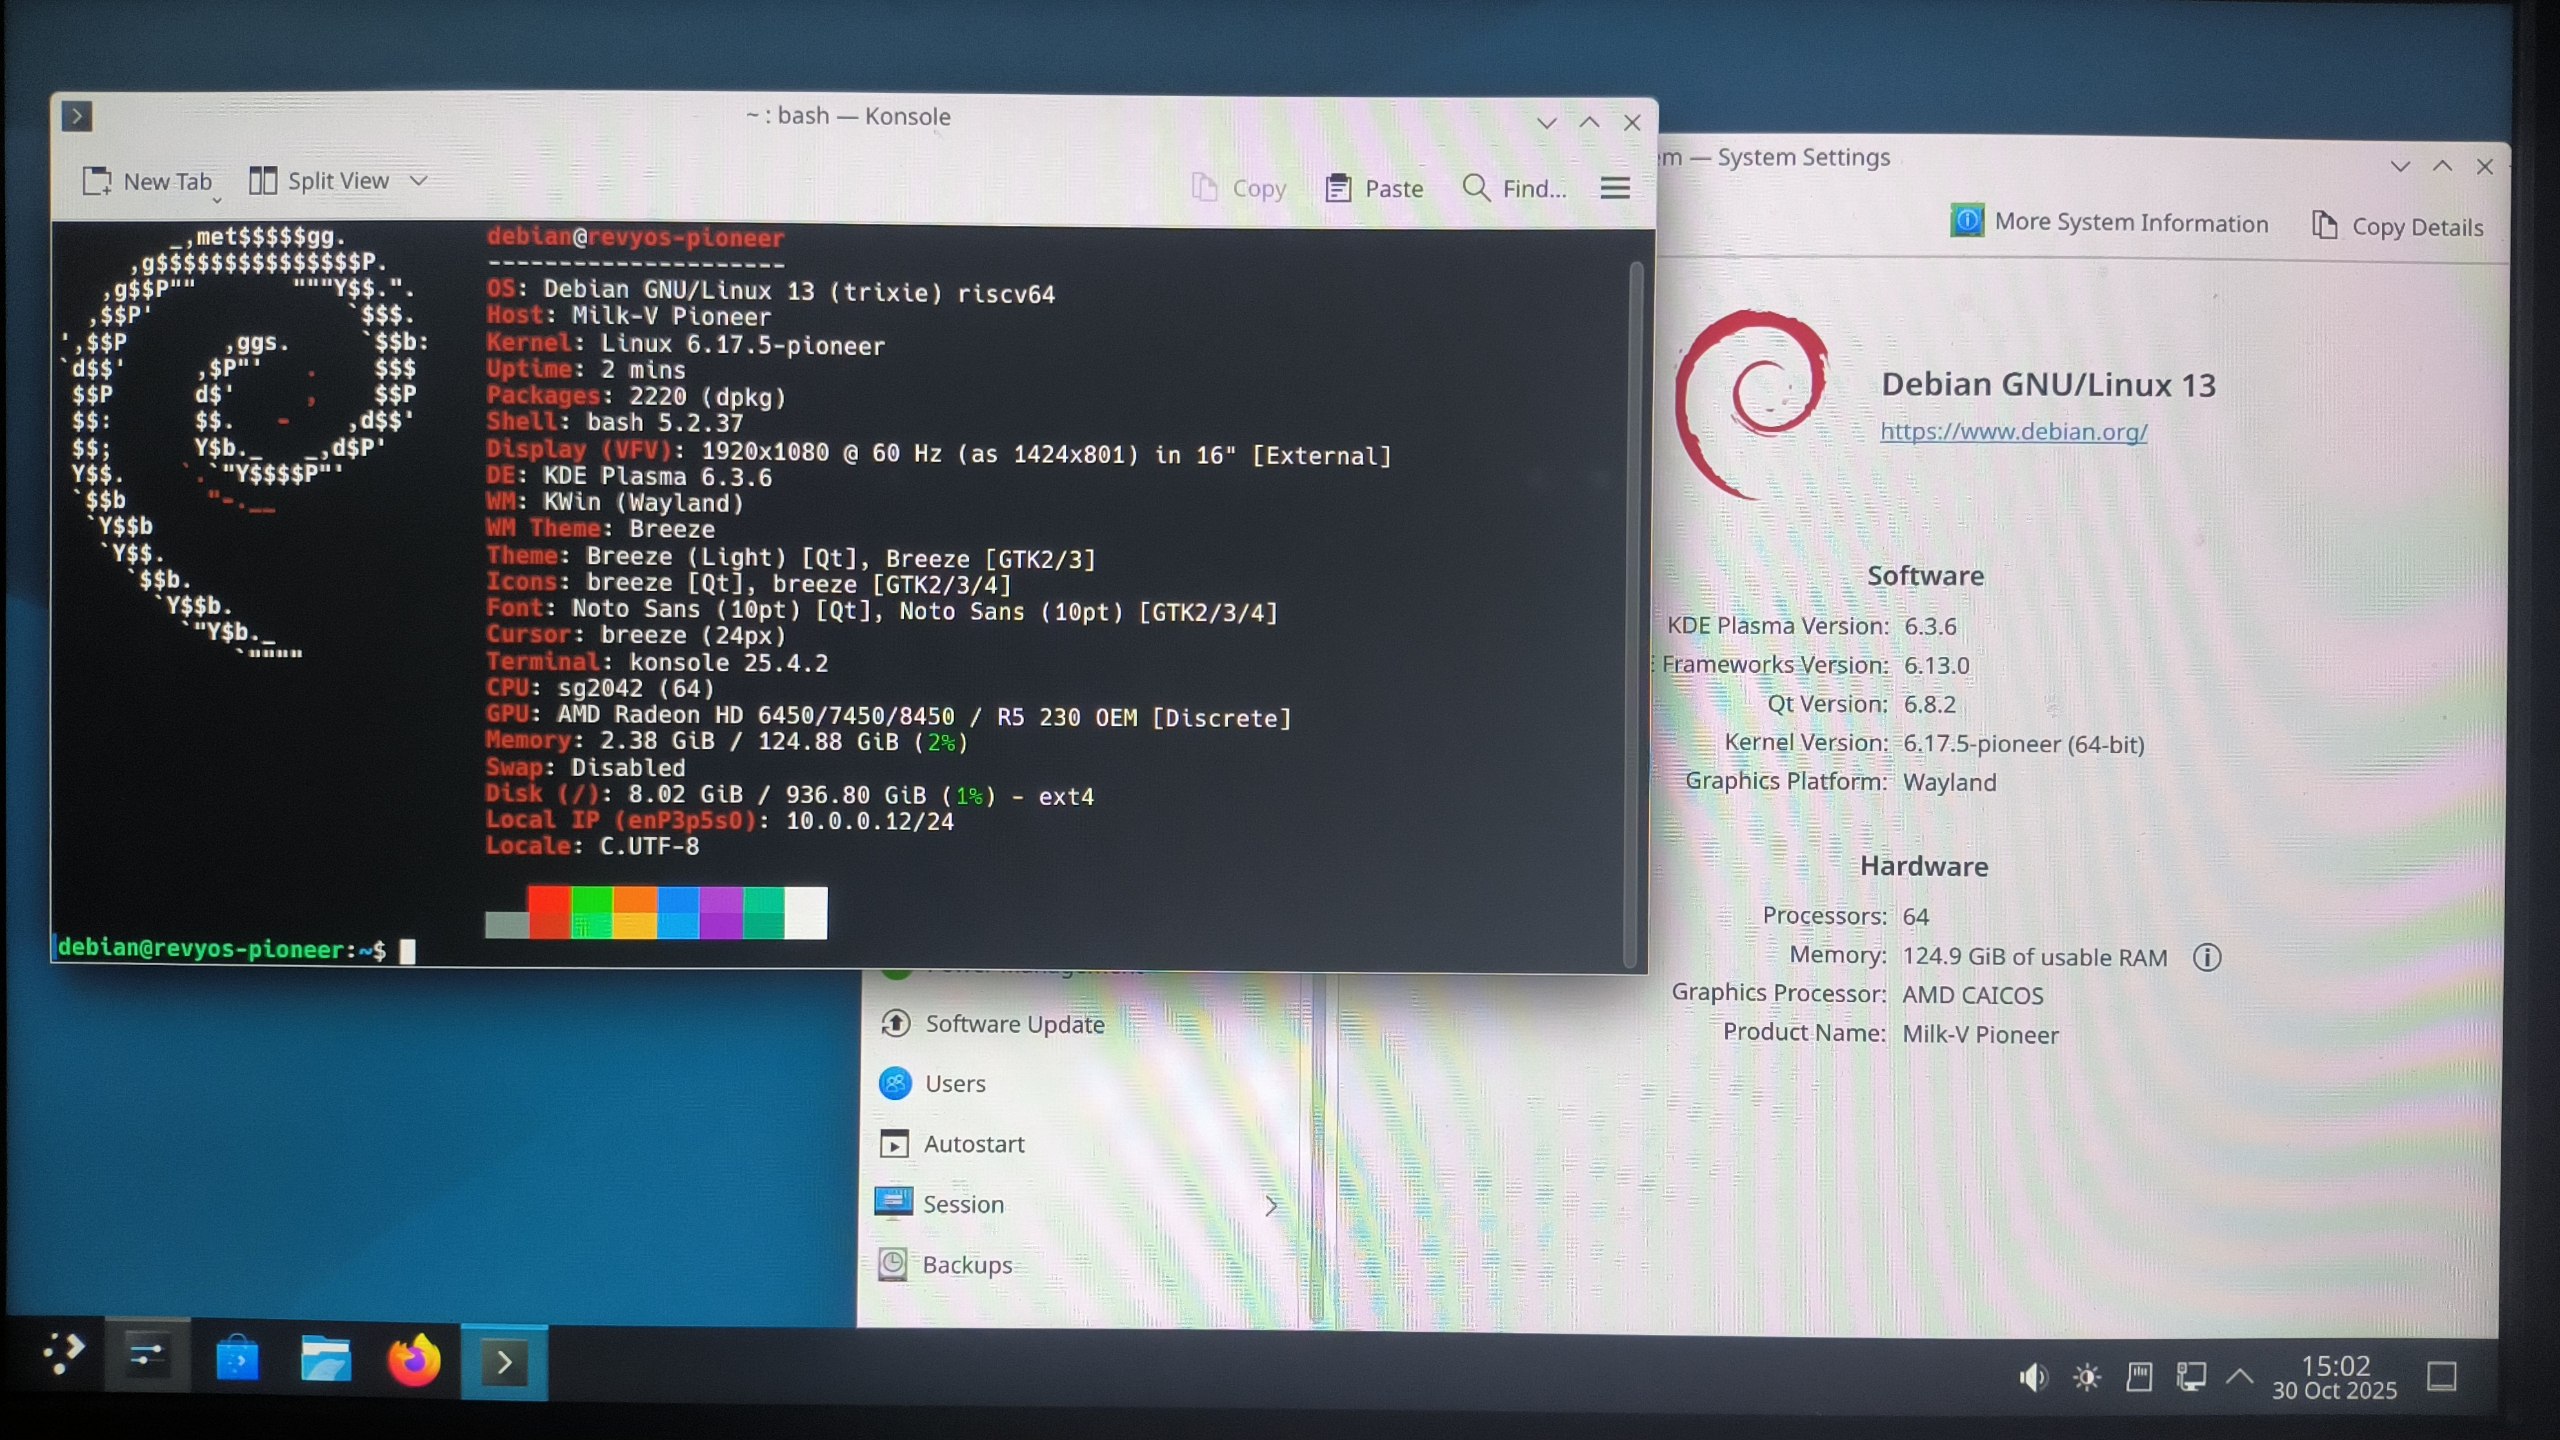 ~ : bash — Konsole
New Tab
Split View
Copy
Paste
Find...
_,met$$$$$gg.
,g$$$$$$$$$$$$$$$P.
,g$$P""       """Y$$.".
,$$P'              `$$$.
',$$P       ,ggs.     `$$b:
`d$$'     ,$P"'   .    $$$
$$P      d$'     ,    $$P
$$:      $$.   -    ,d$$'
$$;      Y$b._   _,d$P'
Y$$.    `.`"Y$$$$P"'
`$$b      "-.__
`Y$$b
`Y$$.
`$$b.
`Y$$b.
`"Y$b._
`""""
debian@revyos-pioneer
---------------------
OS: Debian GNU/Linux 13 (trixie) riscv64
Host: Milk-V Pioneer
Kernel: Linux 6.17.5-pioneer
Uptime: 2 mins
Packages: 2220 (dpkg)
Shell: bash 5.2.37
Display (VFV): 1920x1080 @ 60 Hz (as 1424x801) in 16" [External]
DE: KDE Plasma 6.3.6
WM: KWin (Wayland)
WM Theme: Breeze
Theme: Breeze (Light) [Qt], Breeze [GTK2/3]
Icons: breeze [Qt], breeze [GTK2/3/4]
Font: Noto Sans (10pt) [Qt], Noto Sans (10pt) [GTK2/3/4]
Cursor: breeze (24px)
Terminal: konsole 25.4.2
CPU: sg2042 (64)
GPU: AMD Radeon HD 6450/7450/8450 / R5 230 OEM [Discrete]
Memory: 2.38 GiB / 124.88 GiB (2%)
Swap: Disabled
Disk (/): 8.02 GiB / 936.80 GiB (1%) - ext4
Local IP (enP3p5s0): 10.0.0.12/24
Locale: C.UTF-8
debian@revyos-pioneer:~$
m — System Settings
More System Information
Copy Details
Debian GNU/Linux 13
https://www.debian.org/
Software
KDE Plasma Version: 6.3.6
Frameworks Version: 6.13.0
Qt Version: 6.8.2
Kernel Version: 6.17.5-pioneer (64-bit)
Graphics Platform: Wayland
Hardware
Processors: 64
Memory: 124.9 GiB of usable RAM
Graphics Processor: AMD CAICOS
Product Name: Milk-V Pioneer
Software Update
Users
Autostart
Session
Backups
15:02
30 Oct 2025